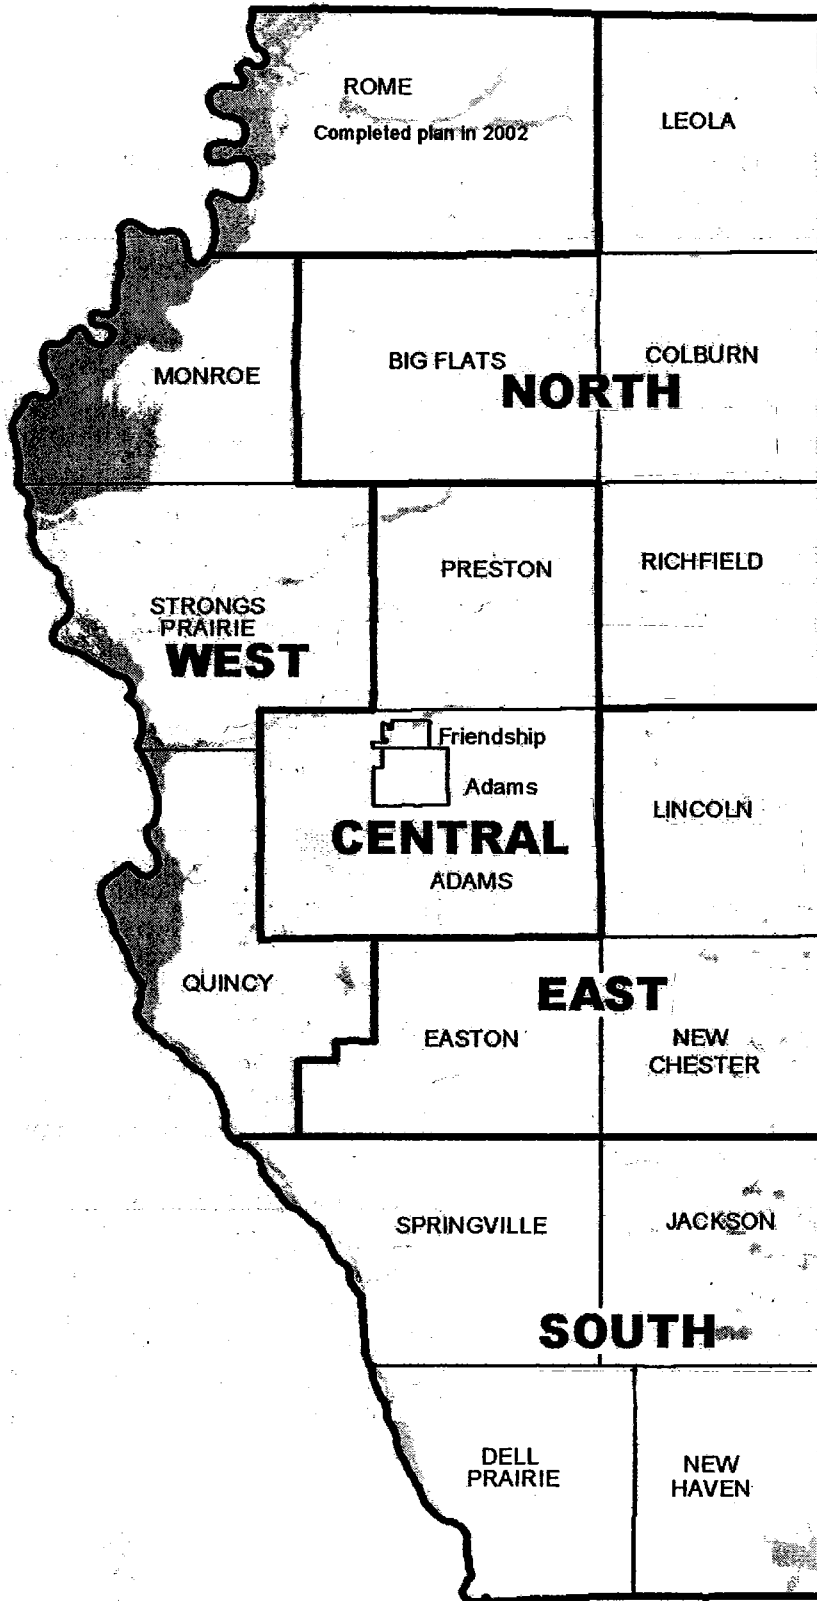 ROME
Completed plan in 2002
LEOLA
MONROE
BIG FLATS
COLBURN
NORTH
STRONGS
PRAIRIE
WEST
PRESTON
RICHFIELD
Friendship
Adams
CENTRAL
ADAMS
LINCOLN
QUINCY
EAST
EASTON
NEW
CHESTER
SPRINGVILLE
JACKSON
SOUTH
DELL
PRAIRIE
NEW
HAVEN